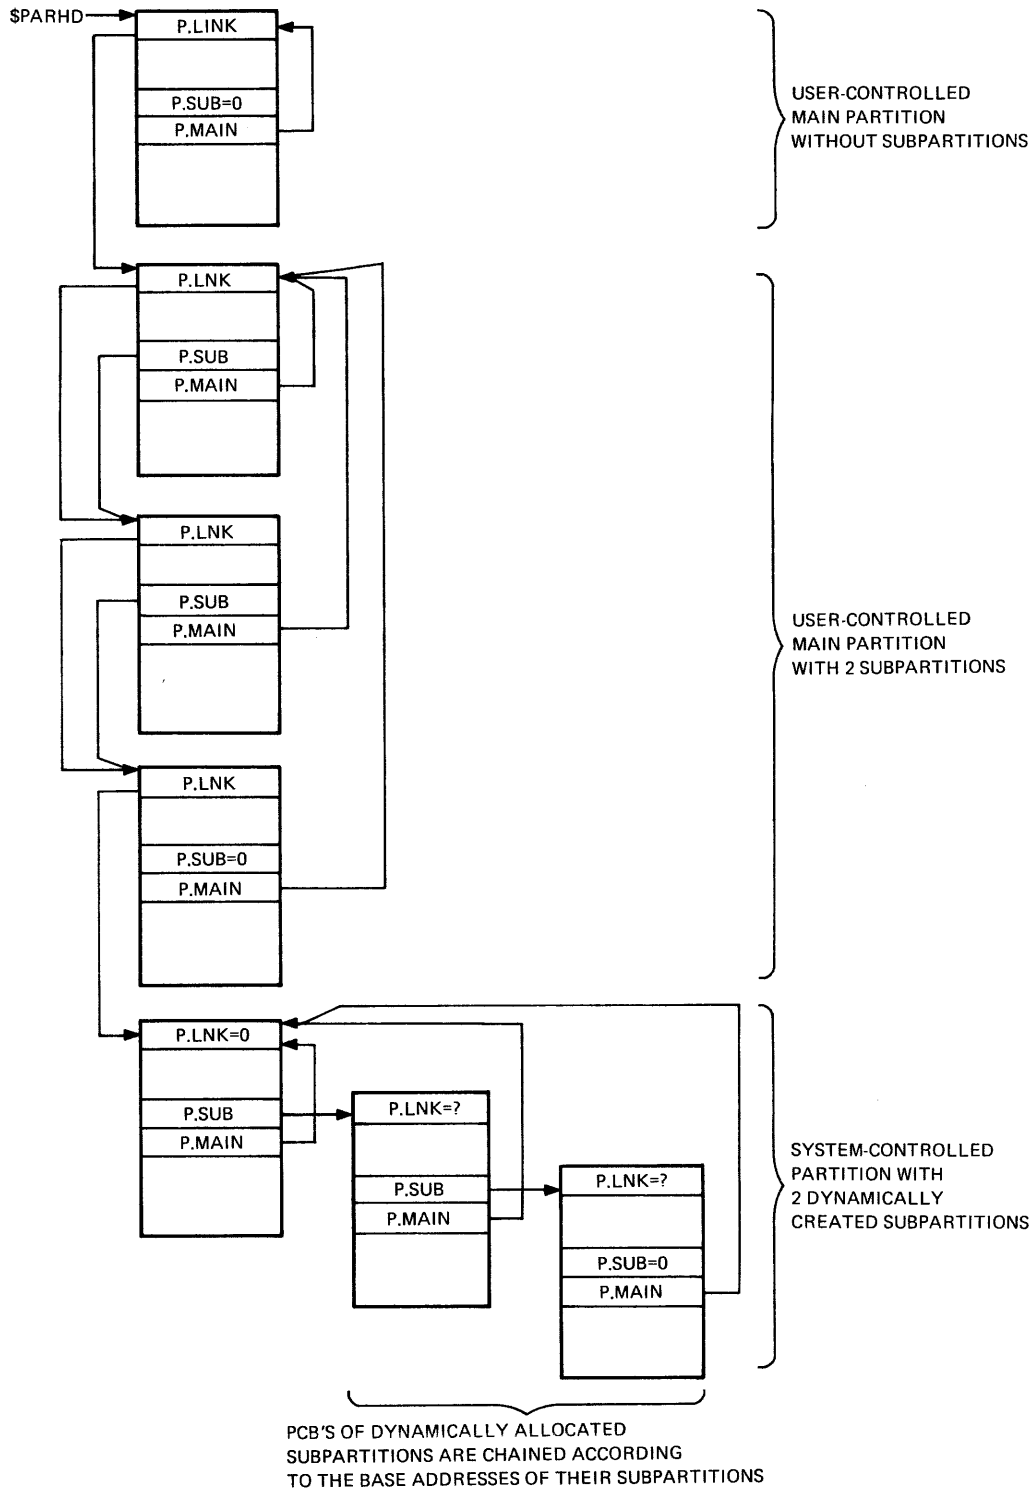 $PARHD
P.LINK
P.SUB=0
P.MAIN
USER-CONTROLLED
MAIN PARTITION
WITHOUT SUBPARTITIONS
P.LNK
P.SUB
P.MAIN
P.LNK
P.SUB
P.MAIN
USER-CONTROLLED
MAIN PARTITION
WITH 2 SUBPARTITIONS
P.LNK
P.SUB=0
P.MAIN
P.LNK=0
P.SUB
P.MAIN
P.LNK=?
P.SUB
P.MAIN
P.LNK=?
P.SUB=0
P.MAIN
SYSTEM-CONTROLLED
PARTITION WITH
2 DYNAMICALLY
CREATED SUBPARTITIONS
PCB'S OF DYNAMICALLY ALLOCATED
SUBPARTITIONS ARE CHAINED ACCORDING
TO THE BASE ADDRESSES OF THEIR SUBPARTITIONS